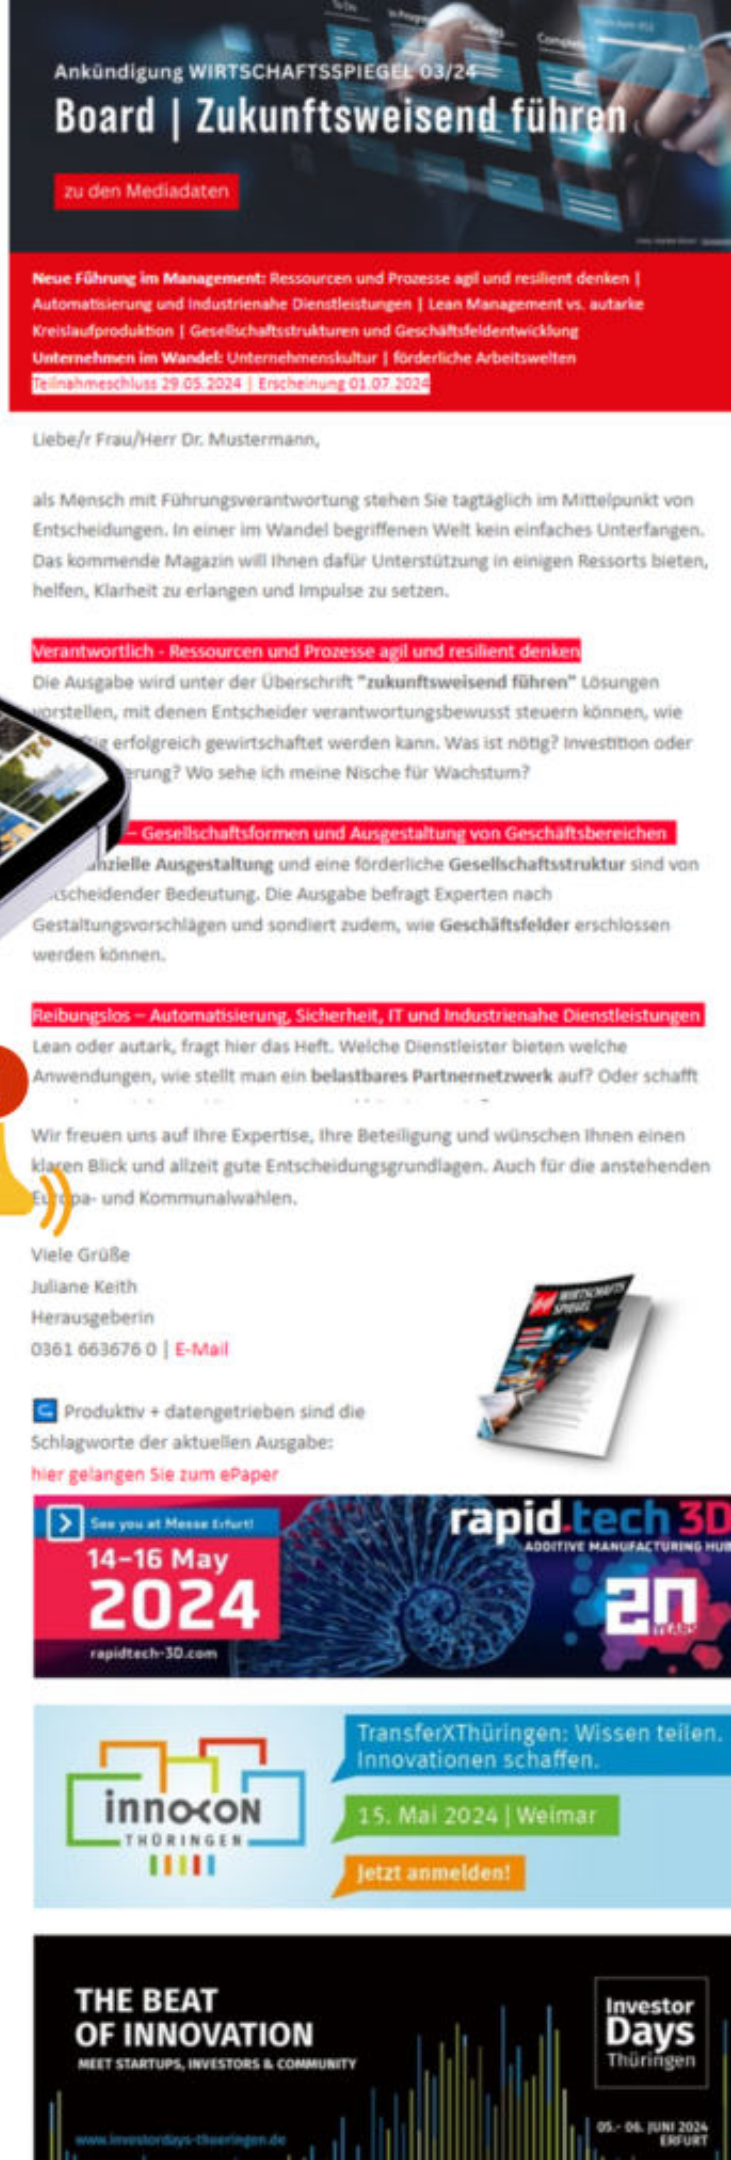 To Do
In Progress
Testing
Complete
Ankündigung WIRTSCHAFTSSPIEGEL 03/24
Board | Zukunftsweisend führen
zu den Mediadaten
Neue Führung im Management: Ressourcen und Prozesse agil und resilient denken |
Automatisierung und Industrienahe Dienstleistungen | Lean Management vs. autarke
Kreislaufproduktion | Gesellschaftsstrukturen und Geschäftsfeldentwicklung
Unternehmen im Wandel: Unternehmenskultur | förderliche Arbeitswelten
Teilnahmeschluss 29.05.2024 | Erscheinung 01.07.2024
Liebe/r Frau/Herr Dr. Mustermann,
als Mensch mit Führungsverantwortung stehen Sie tagtäglich im Mittelpunkt von
Entscheidungen. In einer im Wandel begriffenen Welt kein einfaches Unterfangen.
Das kommende Magazin will Ihnen dafür Unterstützung in einigen Ressorts bieten,
helfen, Klarheit zu erlangen und Impulse zu setzen.
Verantwortlich - Ressourcen und Prozesse agil und resilient denken
Die Ausgabe wird unter der Überschrift "zukunftsweisend führen" Lösungen
vorstellen, mit denen Entscheider verantwortungsbewusst steuern können, wie
erfolgreich gewirtschaftet werden kann. Was ist nötig? Investition oder
erung? Wo sehe ich meine Nische für Wachstum?
– Gesellschaftsformen und Ausgestaltung von Geschäftsbereichen
nzielle Ausgestaltung und eine förderliche Gesellschaftsstruktur sind von
tscheidender Bedeutung. Die Ausgabe befragt Experten nach
Gestaltungsvorschlägen und sondiert zudem, wie Geschäftsfelder erschlossen
werden können.
Reibungslos – Automatisierung, Sicherheit, IT und Industrienahe Dienstleistungen
Lean oder autark, fragt hier das Heft. Welche Dienstleister bieten welche
Anwendungen, wie stellt man ein belastbares Partnernetzwerk auf? Oder schafft
Wir freuen uns auf Ihre Expertise, Ihre Beteiligung und wünschen Ihnen einen
klaren Blick und allzeit gute Entscheidungsgrundlagen. Auch für die anstehenden
Europa- und Kommunalwahlen.
Viele Grüße
Juliane Keith
Herausgeberin
0361 663676 0 | E-Mail
WIRTSCHAFTS
SPIEGEL
Produktiv + datengetrieben sind die
Schlagworte der aktuellen Ausgabe:
hier gelangen Sie zum ePaper
See you at Messe Erfurt!
14–16 May
2024
rapidtech-3D.com
rapid.tech 3D
ADDITIVE MANUFACTURING HUB
20
YEARS
innocon
THÜRINGEN
TransferXThüringen: Wissen teilen.
Innovationen schaffen.
15. Mai 2024 | Weimar
Jetzt anmelden!
THE BEAT
OF INNOVATION
MEET STARTUPS, INVESTORS & COMMUNITY
www.investordays-thueringen.de
Investor
Days
Thüringen
05.- 06. JUNI 2024
ERFURT